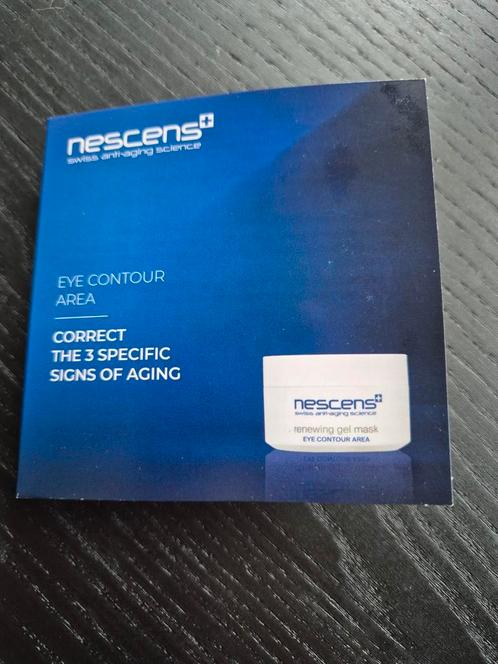 nescens+
swiss anti-aging science
EYE CONTOUR
AREA
CORRECT
THE 3 SPECIFIC
SIGNS OF AGING
nescens+
swiss anti-aging science
renewing gel mask
EYE CONTOUR AREA